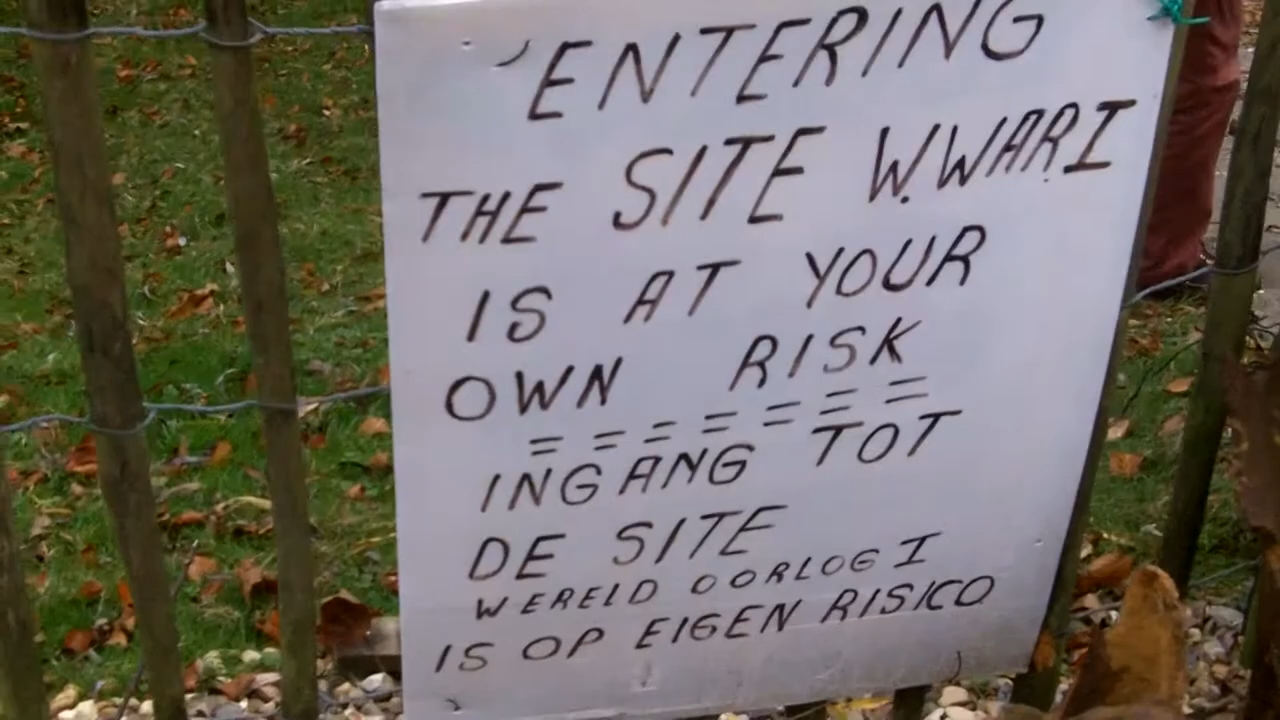 ENTERING
THE SITE W.WAR.I
IS AT YOUR
OWN RISK
= = = = = = =
INGANG TOT
DE SITE
WERELD OORLOG I
IS OP EIGEN RISICO